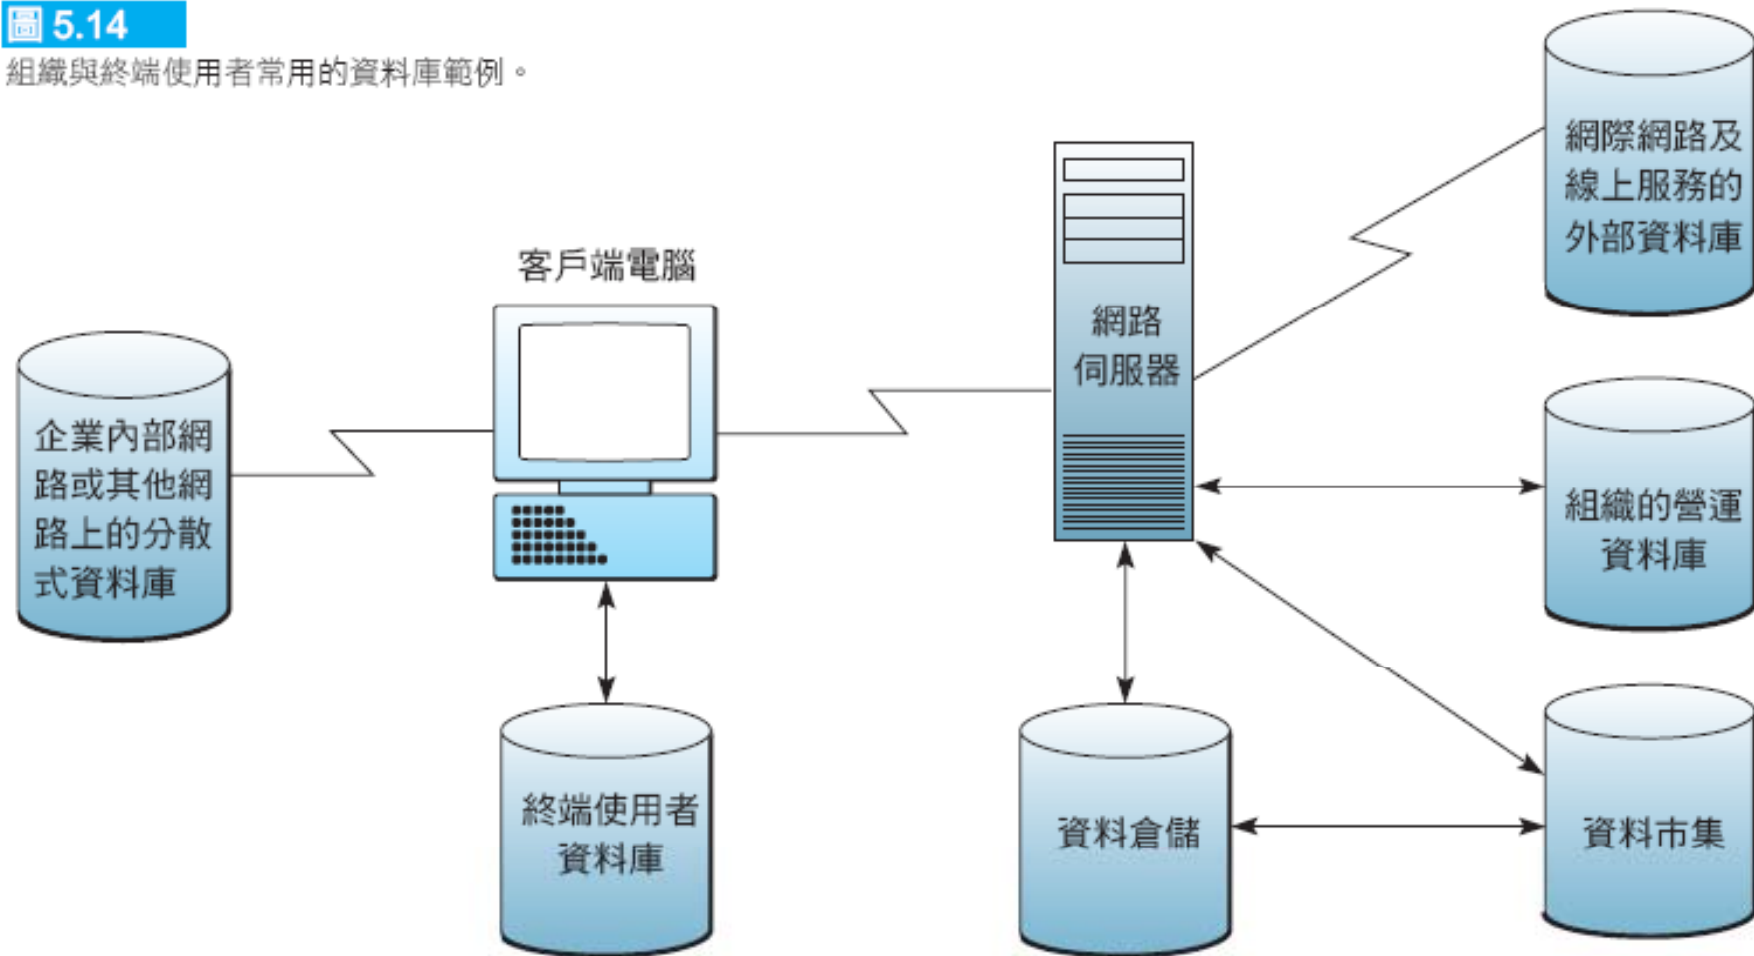 圖 5.14
組織與終端使用者常用的資料庫範例。
網際網路及
線上服務的
外部資料庫
客戶端電腦
網路
伺服器
企業內部網
路或其他網
路上的分散
式資料庫
組織的營運
資料庫
終端使用者
資料庫
資料倉儲
資料市集